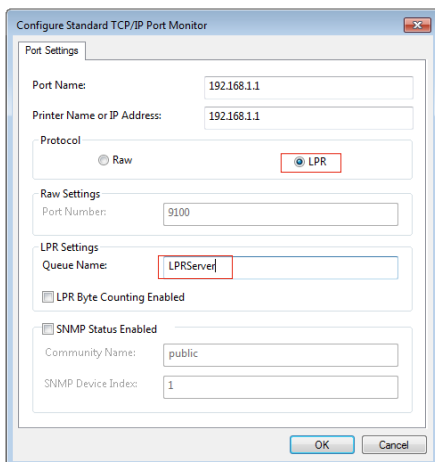 Configure Standard TCP/IP Port Monitor
Port Settings
Port Name: 192.168.1.1
Printer Name or IP Address: 192.168.1.1
Protocol
Raw LPR
Raw Settings
Port Number: 9100
LPR Settings
Queue Name: LPRServer
LPR Byte Counting Enabled
SNMP Status Enabled
Community Name: public
SNMP Device Index: 1
OK Cancel